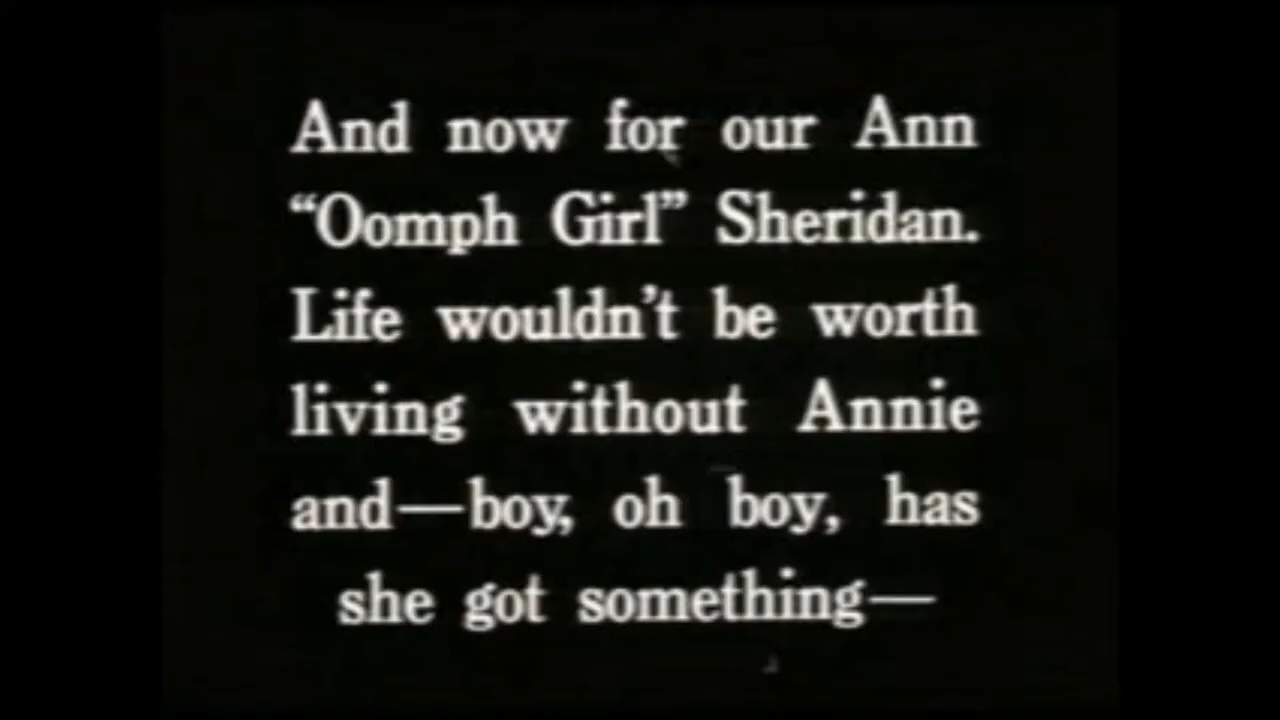 And now for our Ann
“Oomph Girl” Sheridan.
Life wouldn’t be worth
living without Annie
and—boy, oh boy, has
she got something—